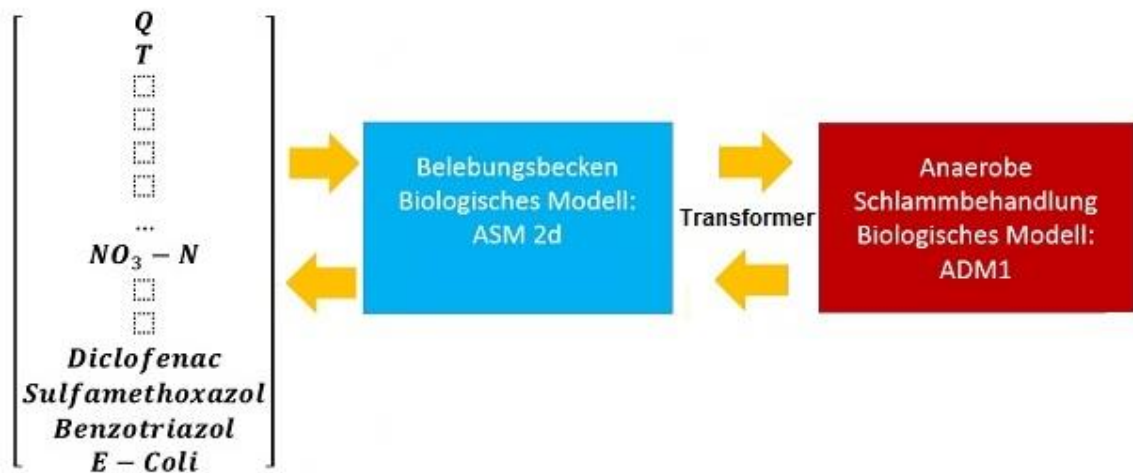 Q
T
...
NO₃ − N
Diclofenac
Sulfamethoxazol
Benzotriazol
E − Coli
Belebungsbecken
Biologisches Modell:
ASM 2d
Transformer
Anaerobe
Schlammbehandlung
Biologisches Modell:
ADM1